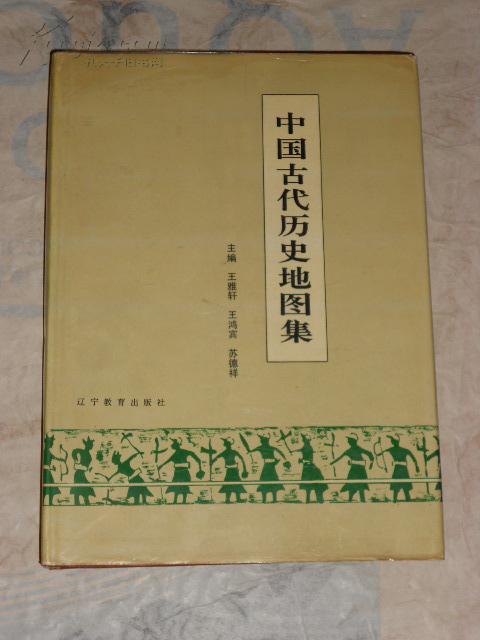 中国古代历史地图集
主编 王雅轩 王鸿宾 苏德祥
辽宁教育出版社